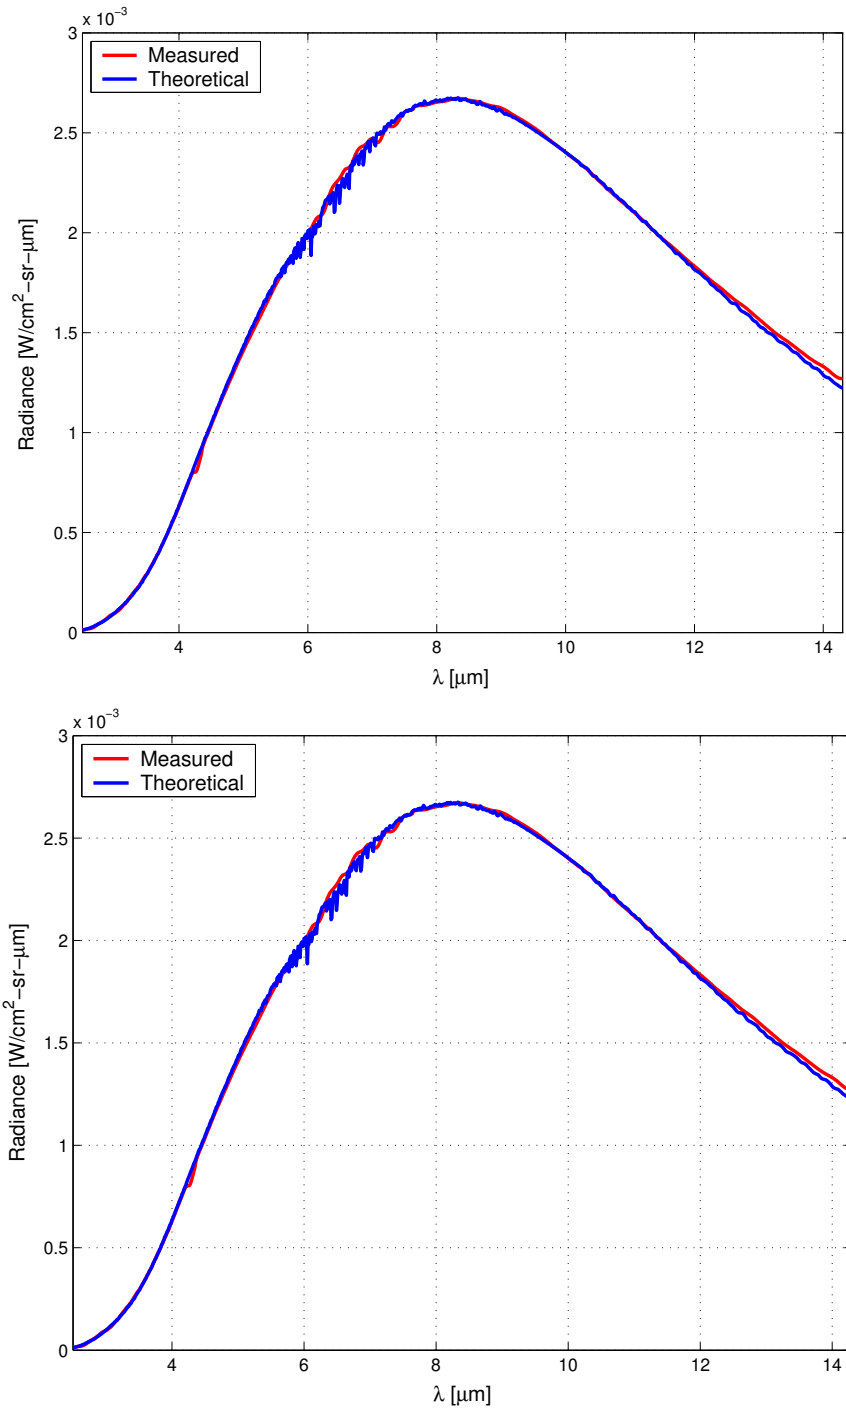 x 10⁻³
3
Measured
Theoretical
2.5
2
1.5
1
0.5
0
Radiance [W/cm²−sr−μm]
4 6 8 10 12 14
λ [μm]
x 10⁻³
3
Measured
Theoretical
2.5
2
1.5
1
0.5
0
Radiance [W/cm²−sr−μm]
4 6 8 10 12 14
λ [μm]